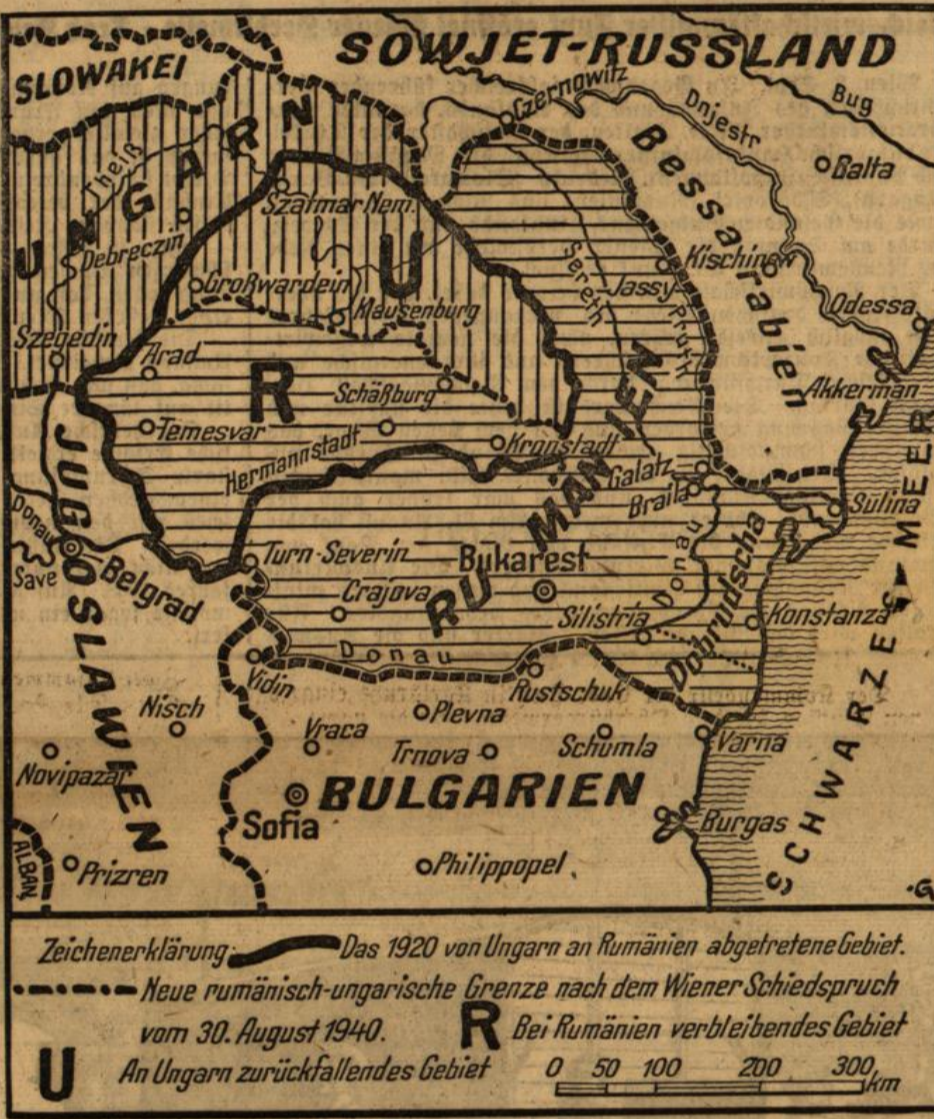 SOWJET-RUSSLAND
SLOWAKEI
Czernowitz
Dnjestr
Bug
Balta
Bessarabien
UNGARN
Theiß
Szatmar Nem.
Debreczin
U
Großwardein
Klausenburg
Sereth
Jassy
Kischinew
Pruth
Odessa
Szegedin
Arad
R
Schäßburg
Akkerman
Temesvar
Hermannstadt
Kronstadt
Galatz
Braila
Sulina
JUGOSLAWIEN
Donau
Save
Belgrad
Turn-Severin
Bukarest
RUMÄNIEN
Crajova
Silistria
Donau
Dobrudscha
Konstanza
SCHWARZES MEER
Donau
Vidin
Rustschuk
Nisch
Plevna
Vraca
Trnova
Schumla
Varna
Novipazar
BULGARIEN
Sofia
Burgas
ALBAN.
Prizren
Philippopel
Zeichenerklärung: Das 1920 von Ungarn an Rumänien abgetretene Gebiet.
Neue rumänisch-ungarische Grenze nach dem Wiener Schiedspruch
vom 30. August 1940. R Bei Rumänien verbleibendes Gebiet
U An Ungarn zurückfallendes Gebiet 0 50 100 200 300 km